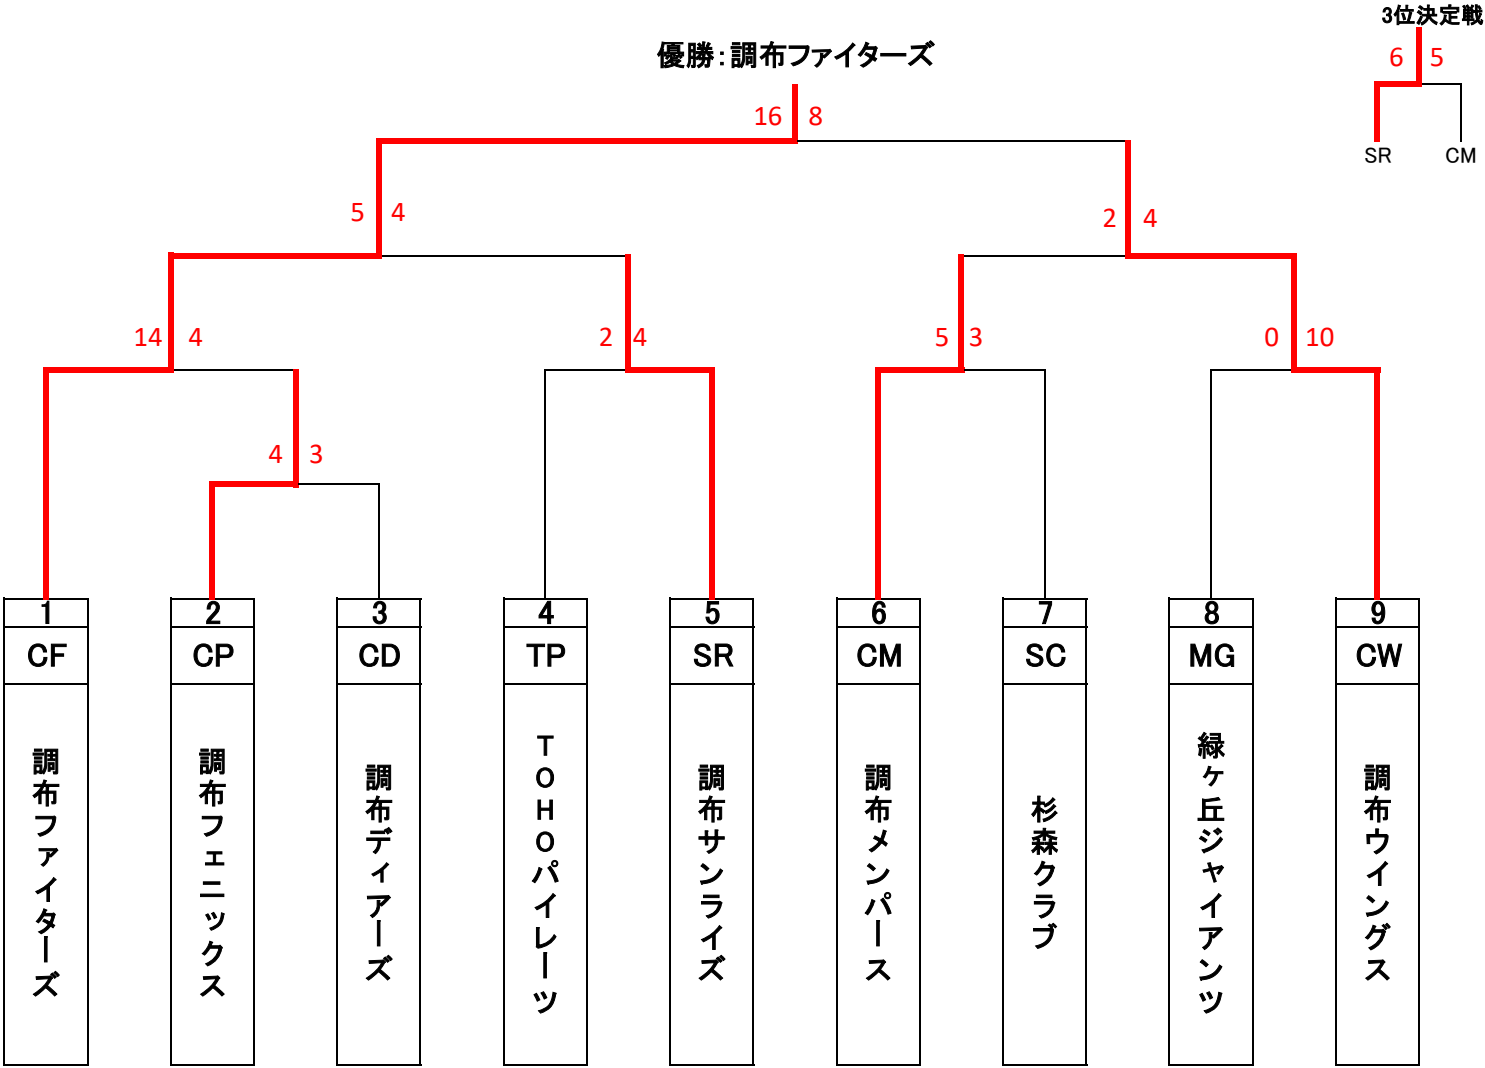 3位決定戦
優勝:調布ファイターズ
6 5
16 8
SR CM
5 4
2 4
14 4
2 4
5 3
0 10
4 3
1 2 3 4 5 6 7 8 9
CF CP CD TP SR CM SC MG CW
調布ファイターズ
調布フェニックス
調布ディアーズ
TOHOパイレーツ
調布サンライズ
調布メンパース
杉森クラブ
緑ヶ丘ジャイアンツ
調布ウイングス